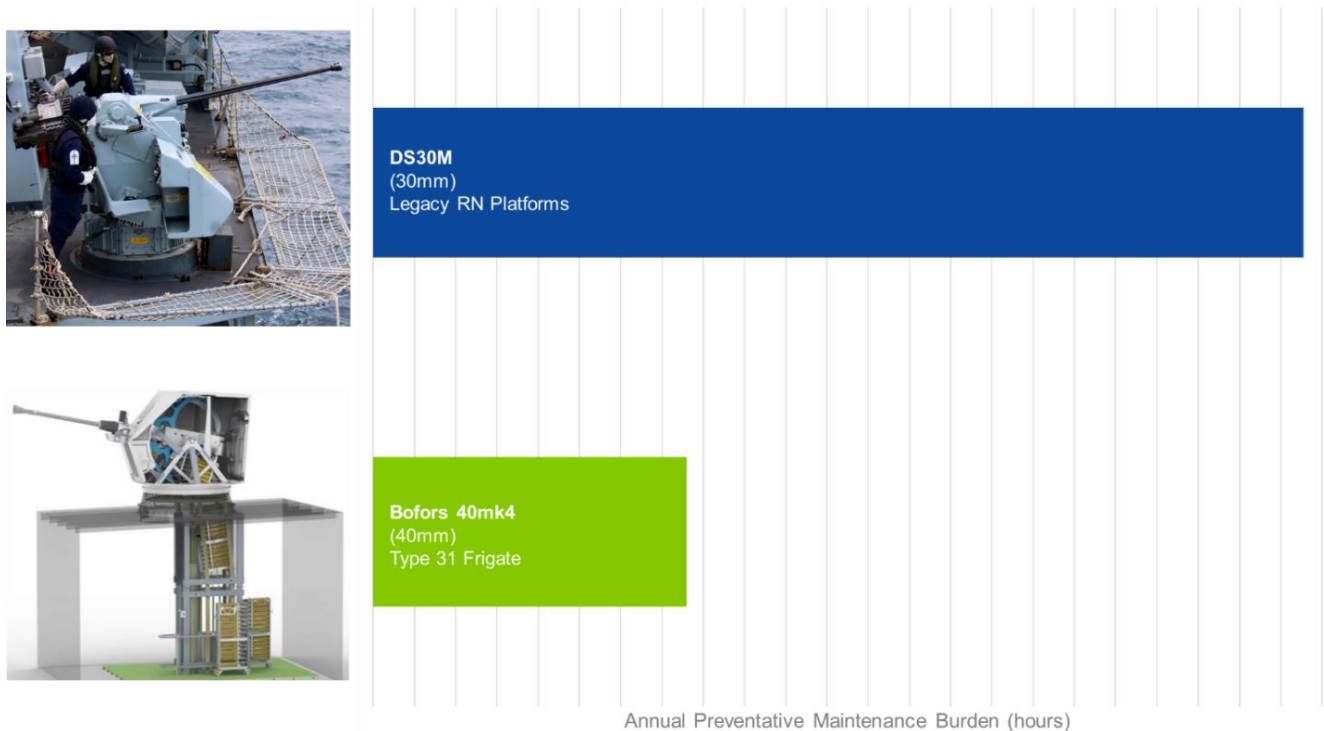 DS30M
(30mm)
Legacy RN Platforms
Bofors 40mk4
(40mm)
Type 31 Frigate
Annual Preventative Maintenance Burden (hours)